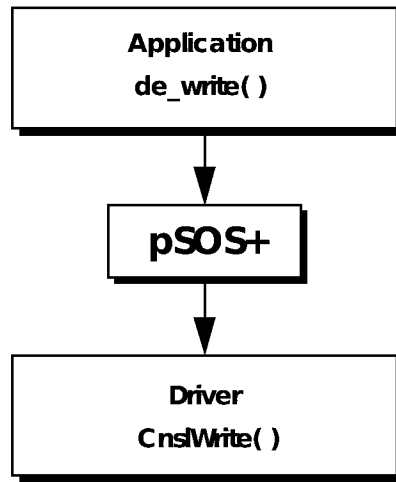 Application
de_write( )
pSOS+
Driver
CnslWrite( )